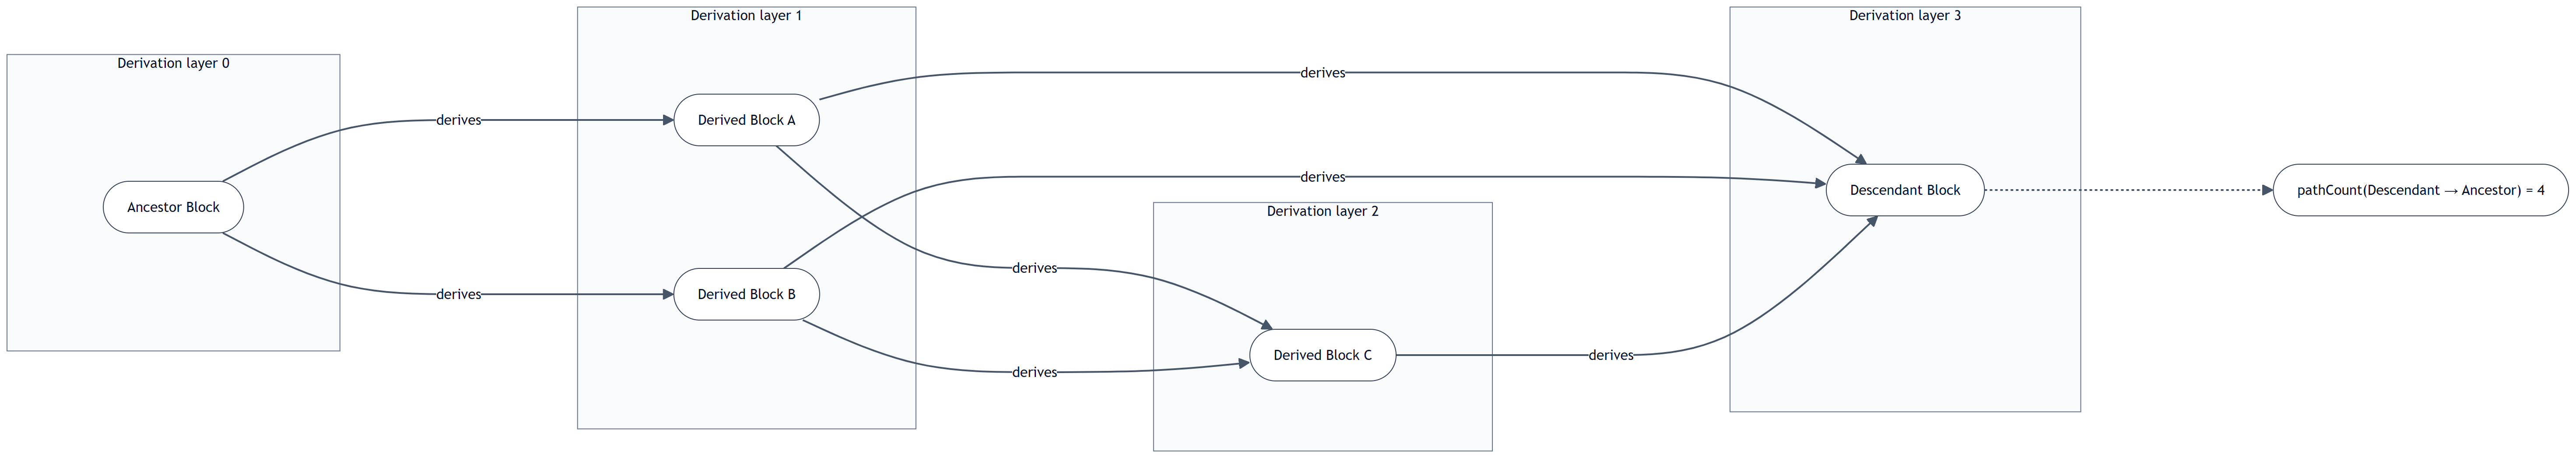 Derivation layer 0
Ancestor Block
derives
derives
Derivation layer 1
Derived Block A
Derived Block B
derives
derives
derives
derives
Derivation layer 2
Derived Block C
derives
Derivation layer 3
Descendant Block
pathCount(Descendant → Ancestor) = 4